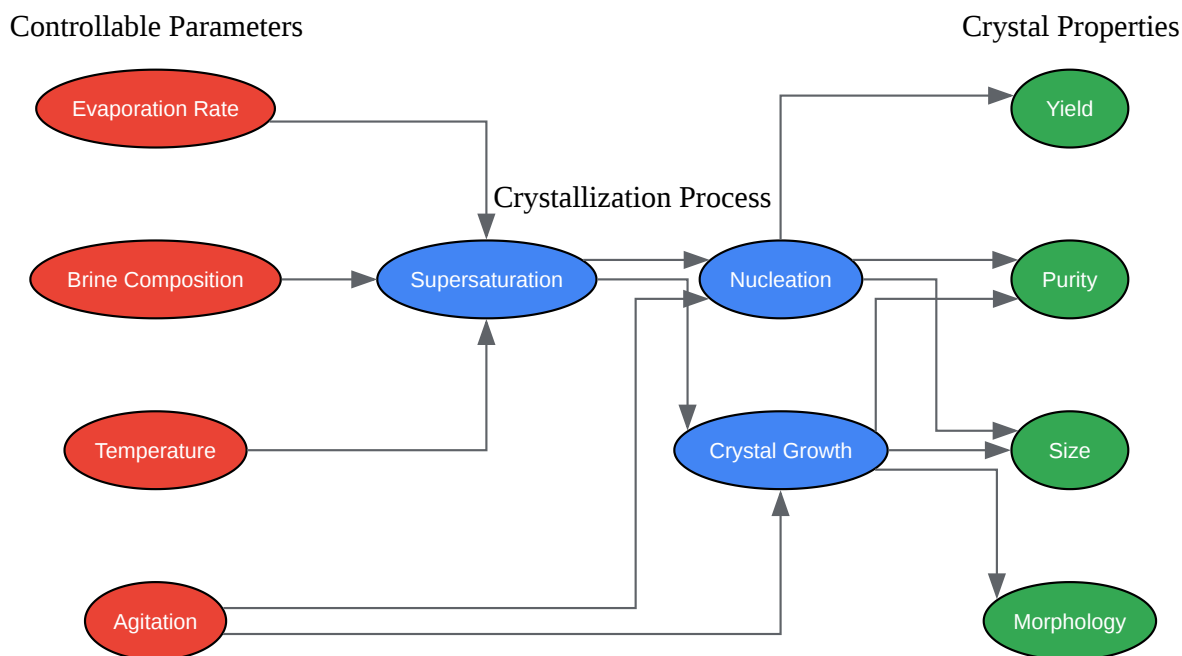 Controllable Parameters
Crystal Properties
Evaporation Rate
Yield
Crystallization Process
Brine Composition
Supersaturation
Nucleation
Purity
Temperature
Crystal Growth
Size
Agitation
Morphology